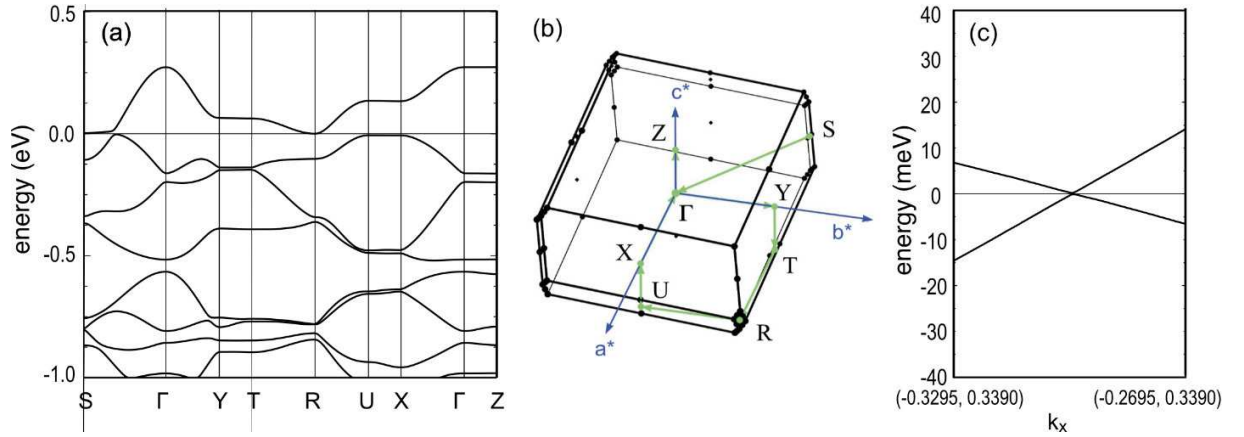 (a)
0.5
0.0
-0.5
-1.0
energy (eV)
S Γ Y T R U X Γ Z
(b)
c*
Z
S
Γ
Y
b*
X
T
U
R
a*
(c)
40
30
20
10
0
-10
-20
-30
-40
energy (meV)
(-0.3295, 0.3390) (-0.2695, 0.3390)
kx